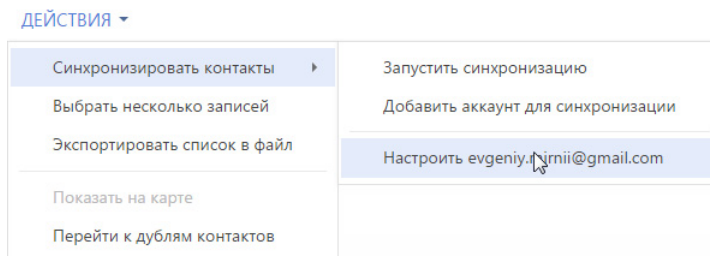 ДЕЙСТВИЯ
Синхронизировать контакты
Выбрать несколько записей
Экспортировать список в файл
Показать на карте
Перейти к дублям контактов
Запустить синхронизацию
Добавить аккаунт для синхронизации
Настроить